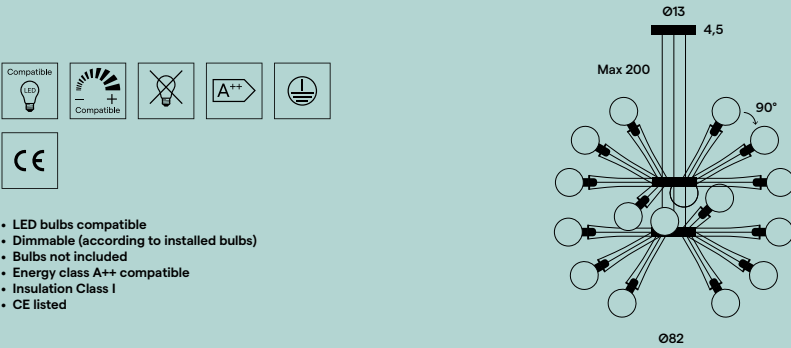 Compatible
LED
Compatible
A++
CE
• LED bulbs compatible
• Dimmable (according to installed bulbs)
• Bulbs not included
• Energy class A++ compatible
• Insulation Class I
• CE listed
Ø13
4,5
Max 200
90°
Ø82